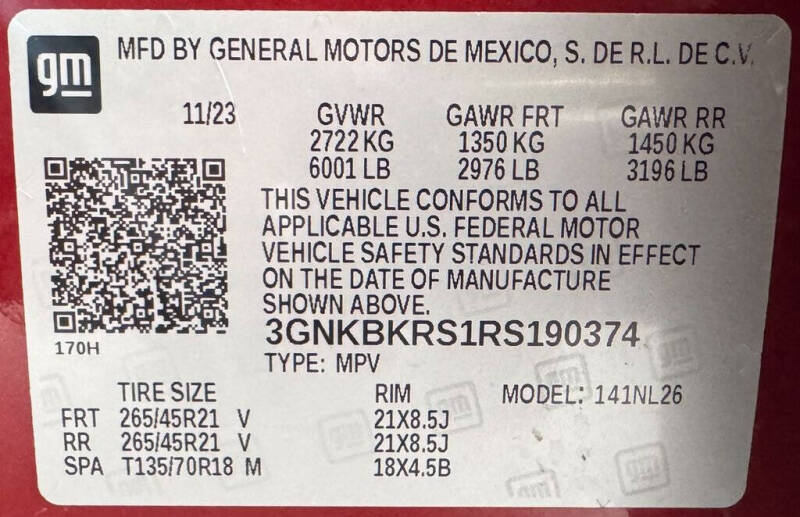 gm
MFD BY GENERAL MOTORS DE MEXICO, S. DE R.L. DE C.V.
11/23 GVWR GAWR FRT GAWR RR
2722 KG 1350 KG 1450 KG
6001 LB 2976 LB 3196 LB
THIS VEHICLE CONFORMS TO ALL
APPLICABLE U.S. FEDERAL MOTOR
VEHICLE SAFETY STANDARDS IN EFFECT
ON THE DATE OF MANUFACTURE
SHOWN ABOVE.
3GNKBKRS1RS190374
170H
TYPE: MPV
TIRE SIZE RIM MODEL: 141NL26
FRT 265/45R21 V 21X8.5J
RR 265/45R21 V 21X8.5J
SPA T135/70R18 M 18X4.5B